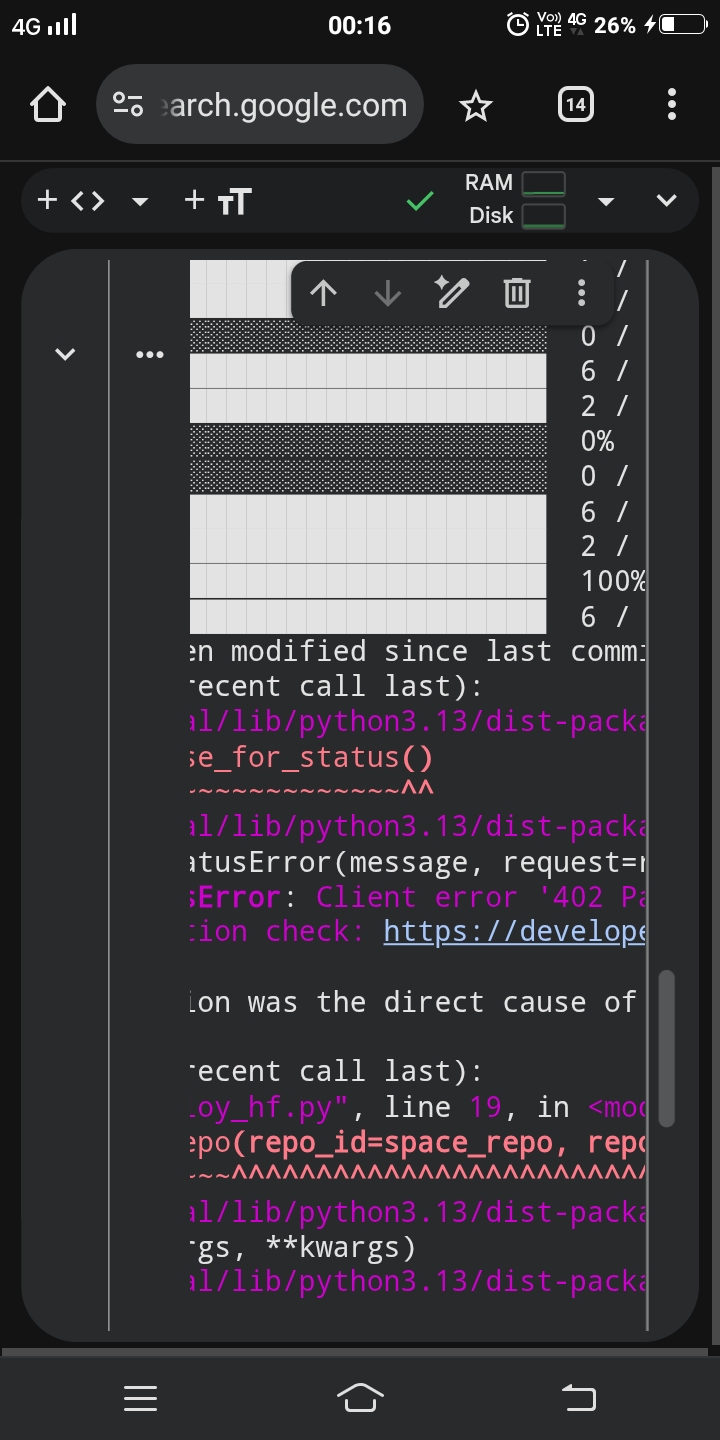 4G 00:16 Vo)) LTE 4G 26%
earch.google.com 14
+ <> + TT RAM
Disk
/
/
0 /
6 /
2 /
0%
0 /
6 /
2 /
100%
6 /
en modified since last commi
recent call last):
al/lib/python3.13/dist-packa
se_for_status()
~~~~~~~~~~~~~^^
al/lib/python3.13/dist-packa
atusError(message, request=r
sError: Client error '402 Pa
tion check: https://develope
ion was the direct cause of
recent call last):
loy_hf.py", line 19, in <mod
epo(repo_id=space_repo, repo
~~~^^^^^^^^^^^^^^^^^^^^^^^^^
al/lib/python3.13/dist-packa
rgs, **kwargs)
al/lib/python3.13/dist-packa